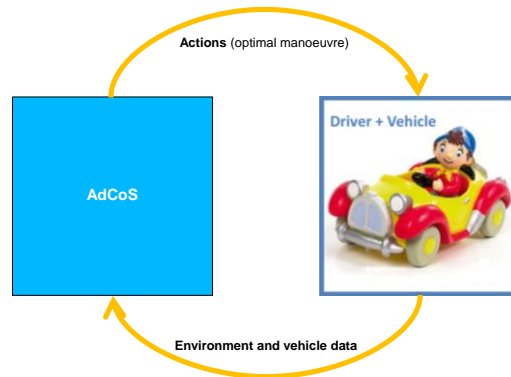 Actions (optimal manoeuvre)
Driver + Vehicle
AdCoS
Environment and vehicle data